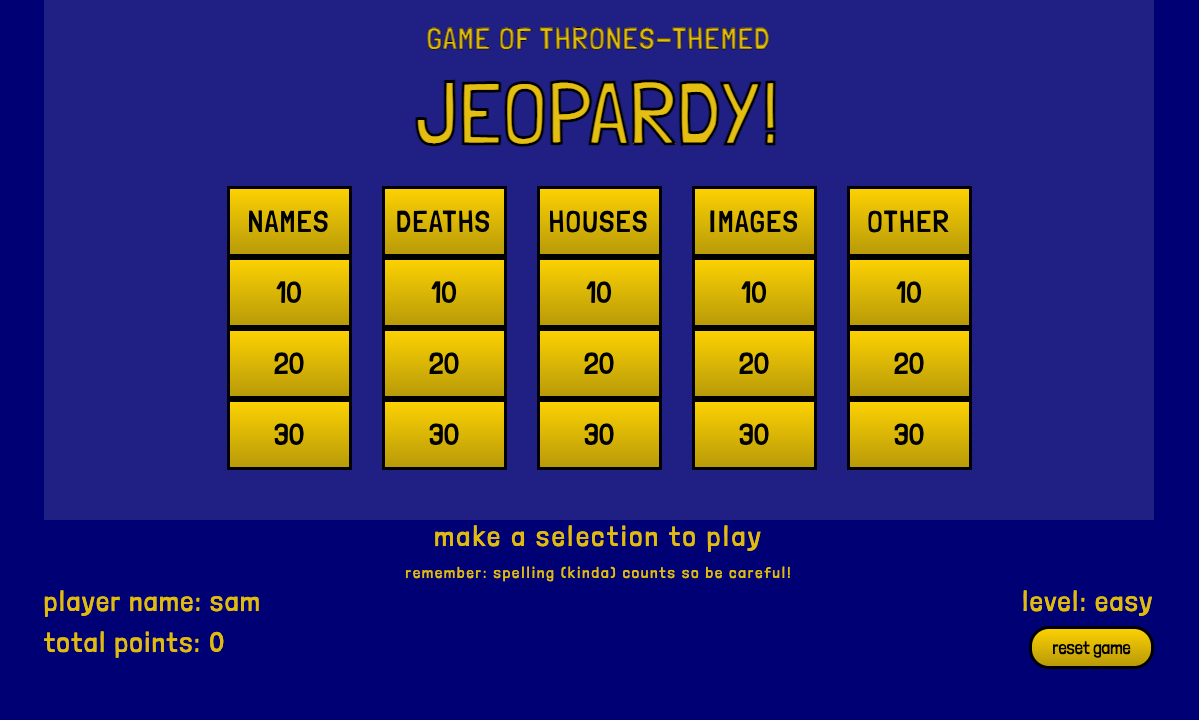 GAME OF THRONES-THEMED
JEOPARDY!
NAMES DEATHS HOUSES IMAGES OTHER
10 10 10 10 10
20 20 20 20 20
30 30 30 30 30
make a selection to play
remember: spelling (kinda) counts so be careful!
player name: sam
level: easy
total points: 0
reset game